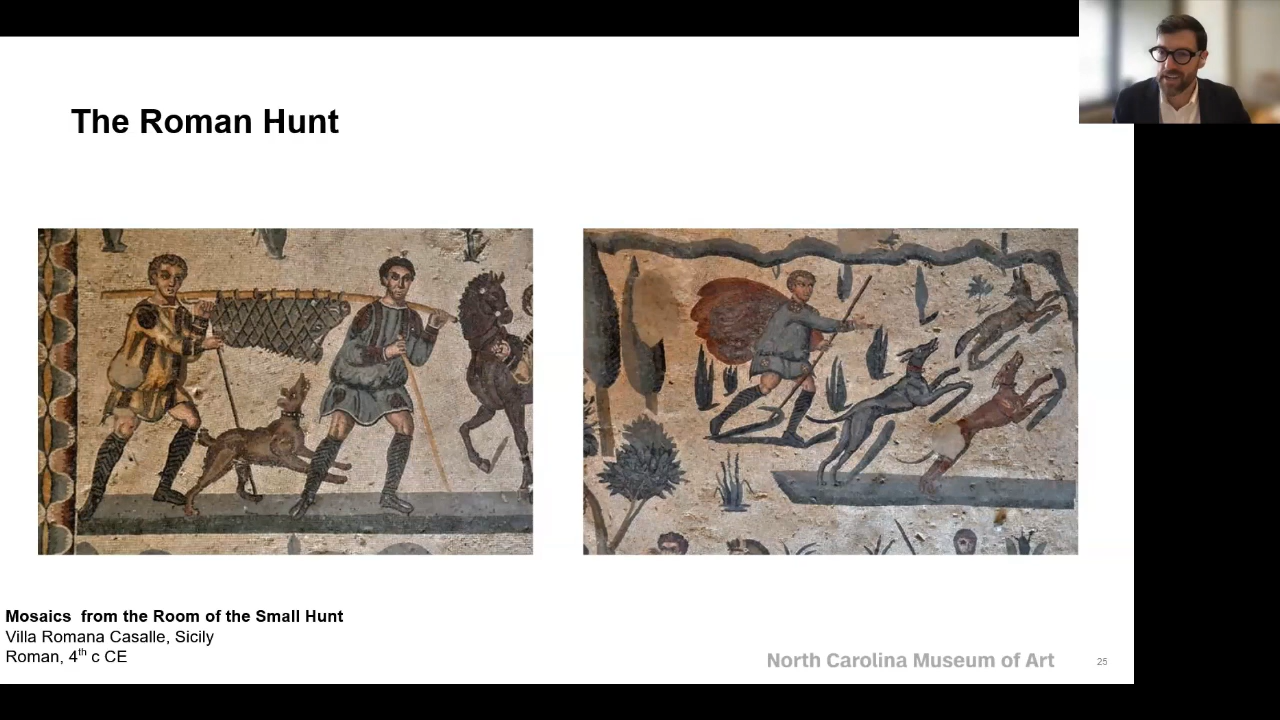 The Roman Hunt
Mosaics from the Room of the Small Hunt
Villa Romana Casalle, Sicily
Roman, 4th c CE
North Carolina Museum of Art
25